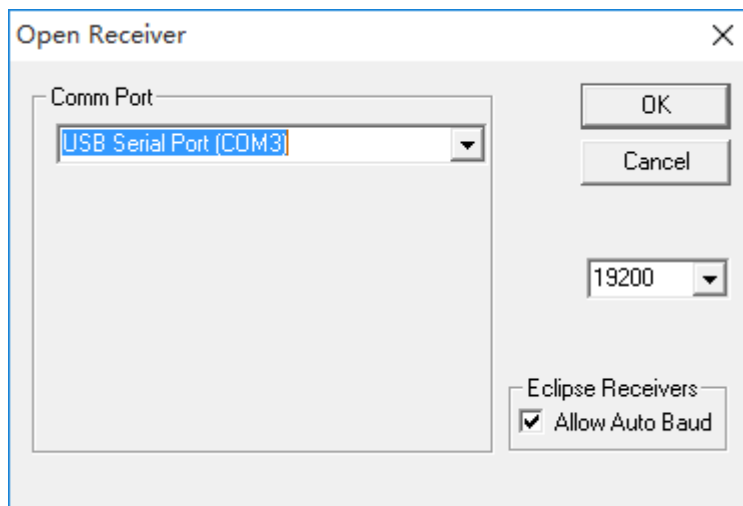 Open Receiver
Comm Port
USB Serial Port (COM3)
OK
Cancel
19200
Eclipse Receivers
Allow Auto Baud